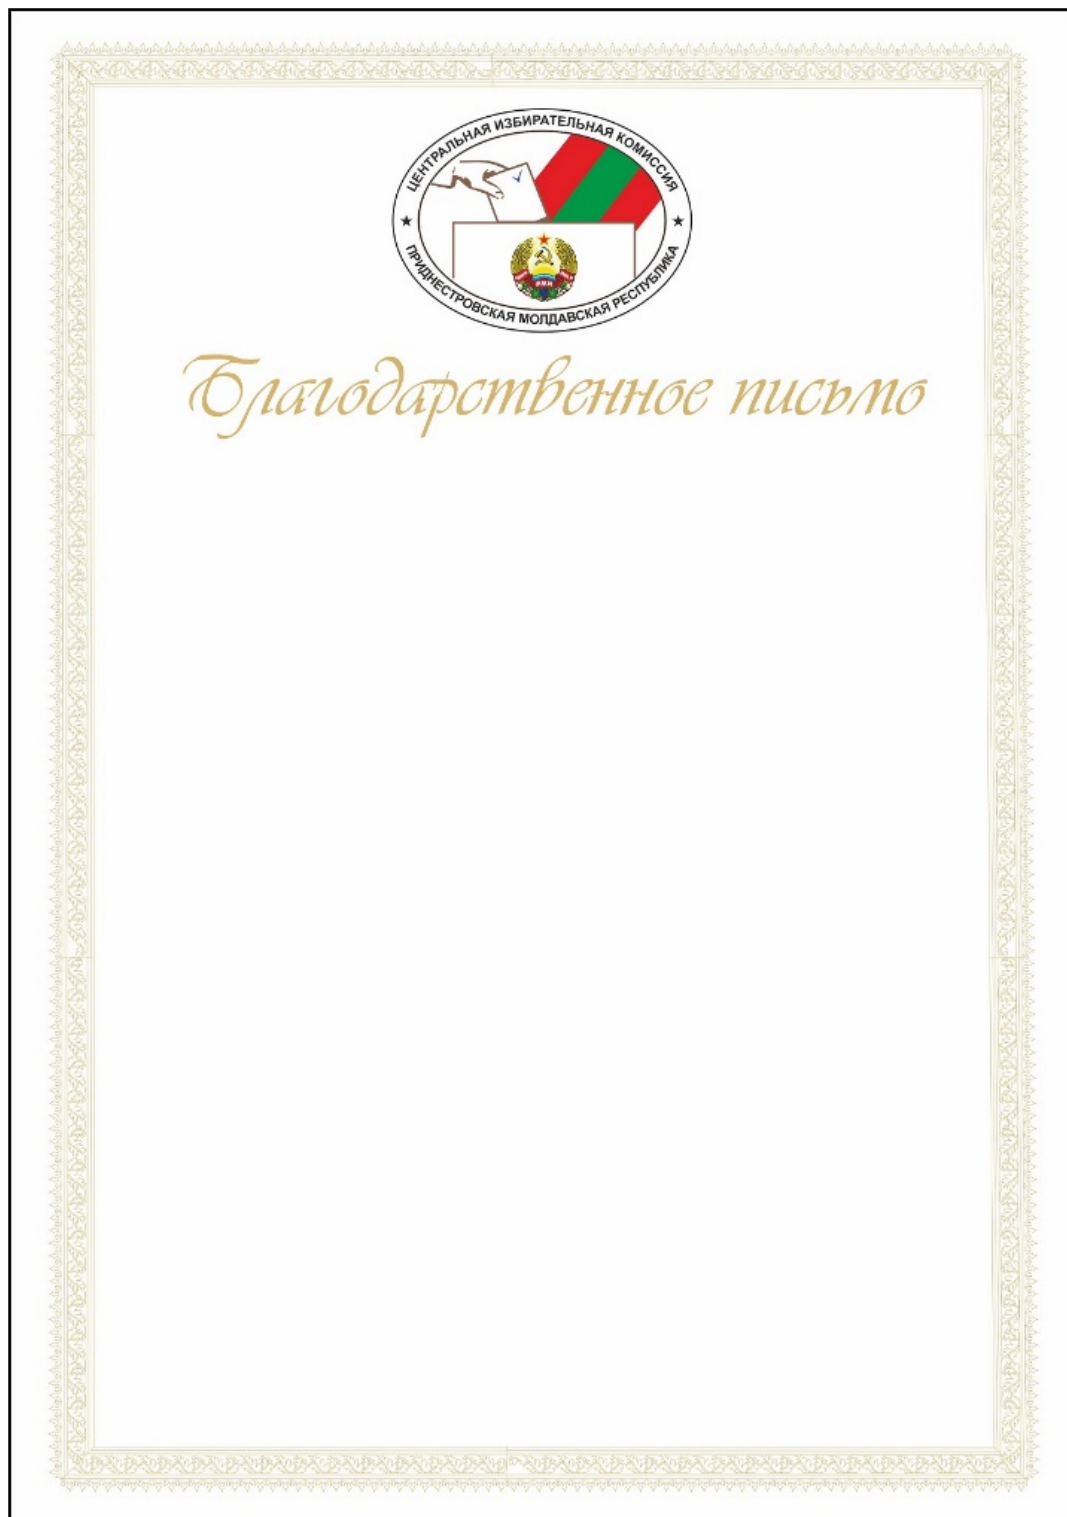 ЦЕНТРАЛЬНАЯ ИЗБИРАТЕЛЬНАЯ КОМИССИЯ
ПРИДНЕСТРОВСКАЯ МОЛДАВСКАЯ РЕСПУБЛИКА
Благодарственное письмо